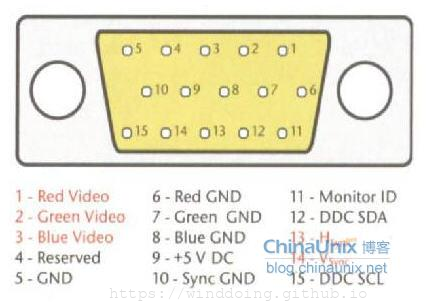 5 4 3 2 1
10 9 8 7 6
15 14 13 12 11
1 - Red Video 6 - Red GND 11 - Monitor ID
2 - Green Video 7 - Green GND 12 - DDC SDA
3 - Blue Video 8 - Blue GND 13 - H
4 - Reserved 9 - +5 V DC 14 - Vsync
5 - GND 10 - Sync GND 15 - DDC SCL
ChinaUnix 博客
blog.chinaunix.net
https://winddoing.github.io